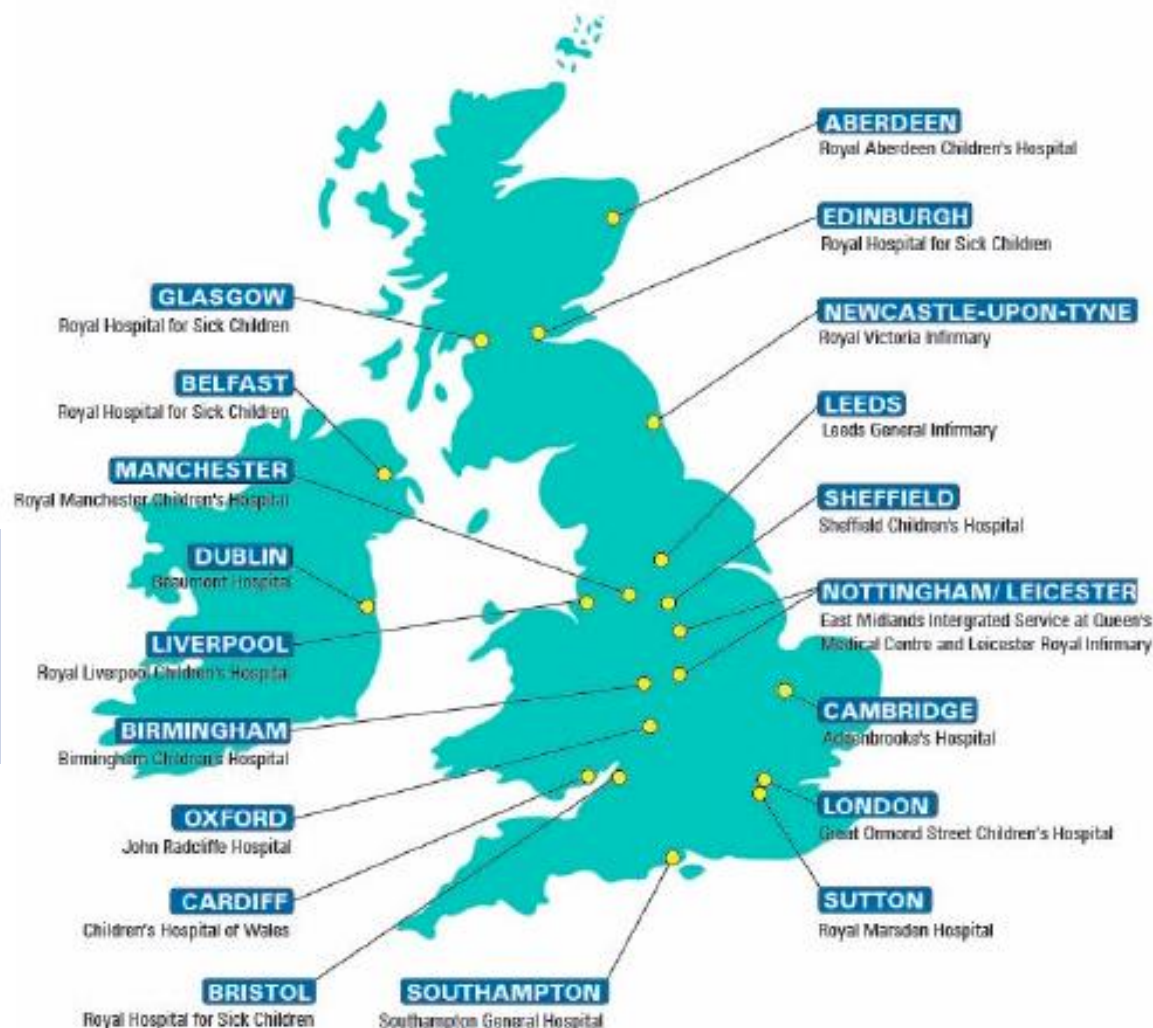 ABERDEEN
Royal Aberdeen Children's Hospital
EDINBURGH
Royal Hospital for Sick Children
GLASGOW
Royal Hospital for Sick Children
NEWCASTLE-UPON-TYNE
Royal Victoria Infirmary
BELFAST
Royal Hospital for Sick Children
LEEDS
Leeds General Infirmary
MANCHESTER
Royal Manchester Children's Hospital
SHEFFIELD
Sheffield Children's Hospital
DUBLIN
Beaumont Hospital
NOTTINGHAM/ LEICESTER
East Midlands Intergrated Service at Queen's
Medical Centre and Leicester Royal Infirmary
LIVERPOOL
Royal Liverpool Children's Hospital
BIRMINGHAM
Birmingham Children's Hospital
CAMBRIDGE
Addenbrooke's Hospital
OXFORD
John Radcliffe Hospital
LONDON
Great Ormond Street Children's Hospital
CARDIFF
Children's Hospital of Wales
SUTTON
Royal Marsden Hospital
BRISTOL
Royal Hospital for Sick Children
SOUTHAMPTON
Southampton General Hospital